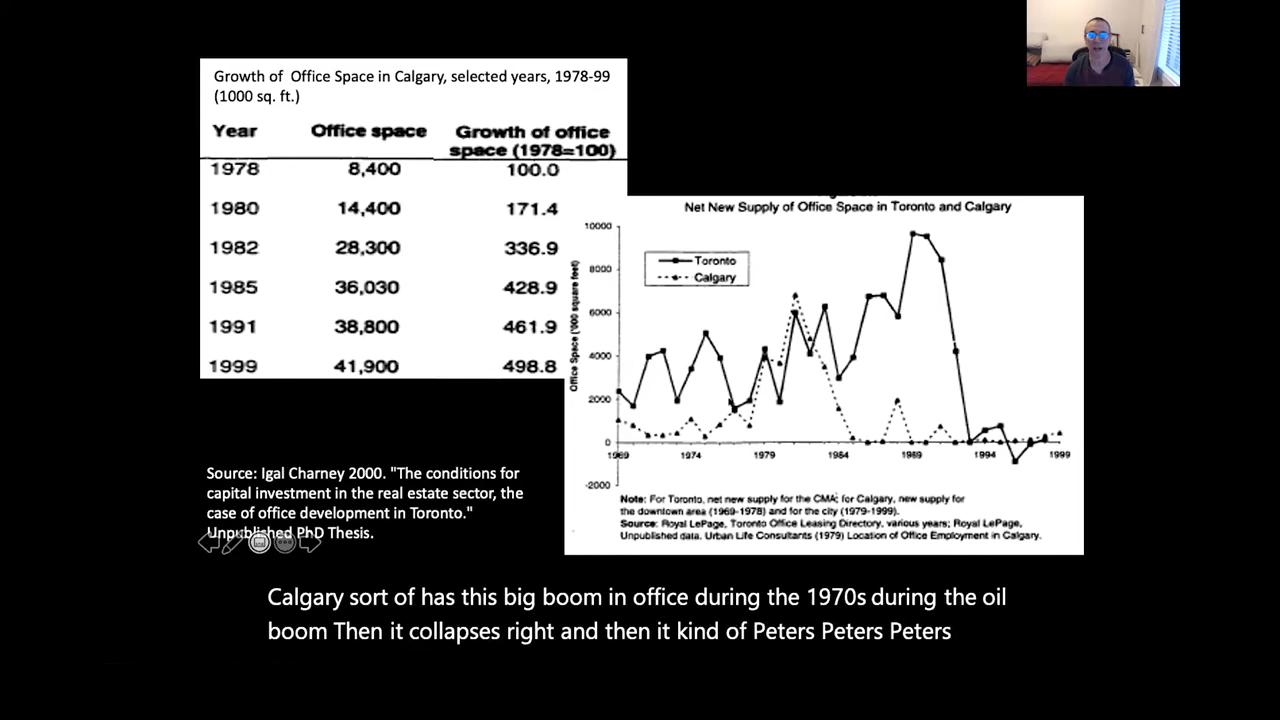 Growth of Office Space in Calgary, selected years, 1978-99
(1000 sq. ft.)
Year Office space Growth of office
space (1978=100)
1978 8,400 100.0
1980 14,400 171.4
1982 28,300 336.9
1985 36,030 428.9
1991 38,800 461.9
1999 41,900 498.8
Net New Supply of Office Space in Toronto and Calgary
Office Space ('000 square feet)
10000
8000
6000
4000
2000
0
-2000
Toronto
Calgary
1969 1974 1979 1984 1989 1994 1999
Note: For Toronto, net new supply for the CMA; for Calgary, new supply for
the downtown area (1969-1978) and for the city (1979-1999).
Source: Royal LePage, Toronto Office Leasing Directory, various years; Royal LePage,
Unpublished data. Urban Life Consultants (1979) Location of Office Employment in Calgary.
Source: Igal Charney 2000. "The conditions for
capital investment in the real estate sector, the
case of office development in Toronto."
Unpublished PhD Thesis.
Calgary sort of has this big boom in office during the 1970s during the oil
boom Then it collapses right and then it kind of Peters Peters Peters